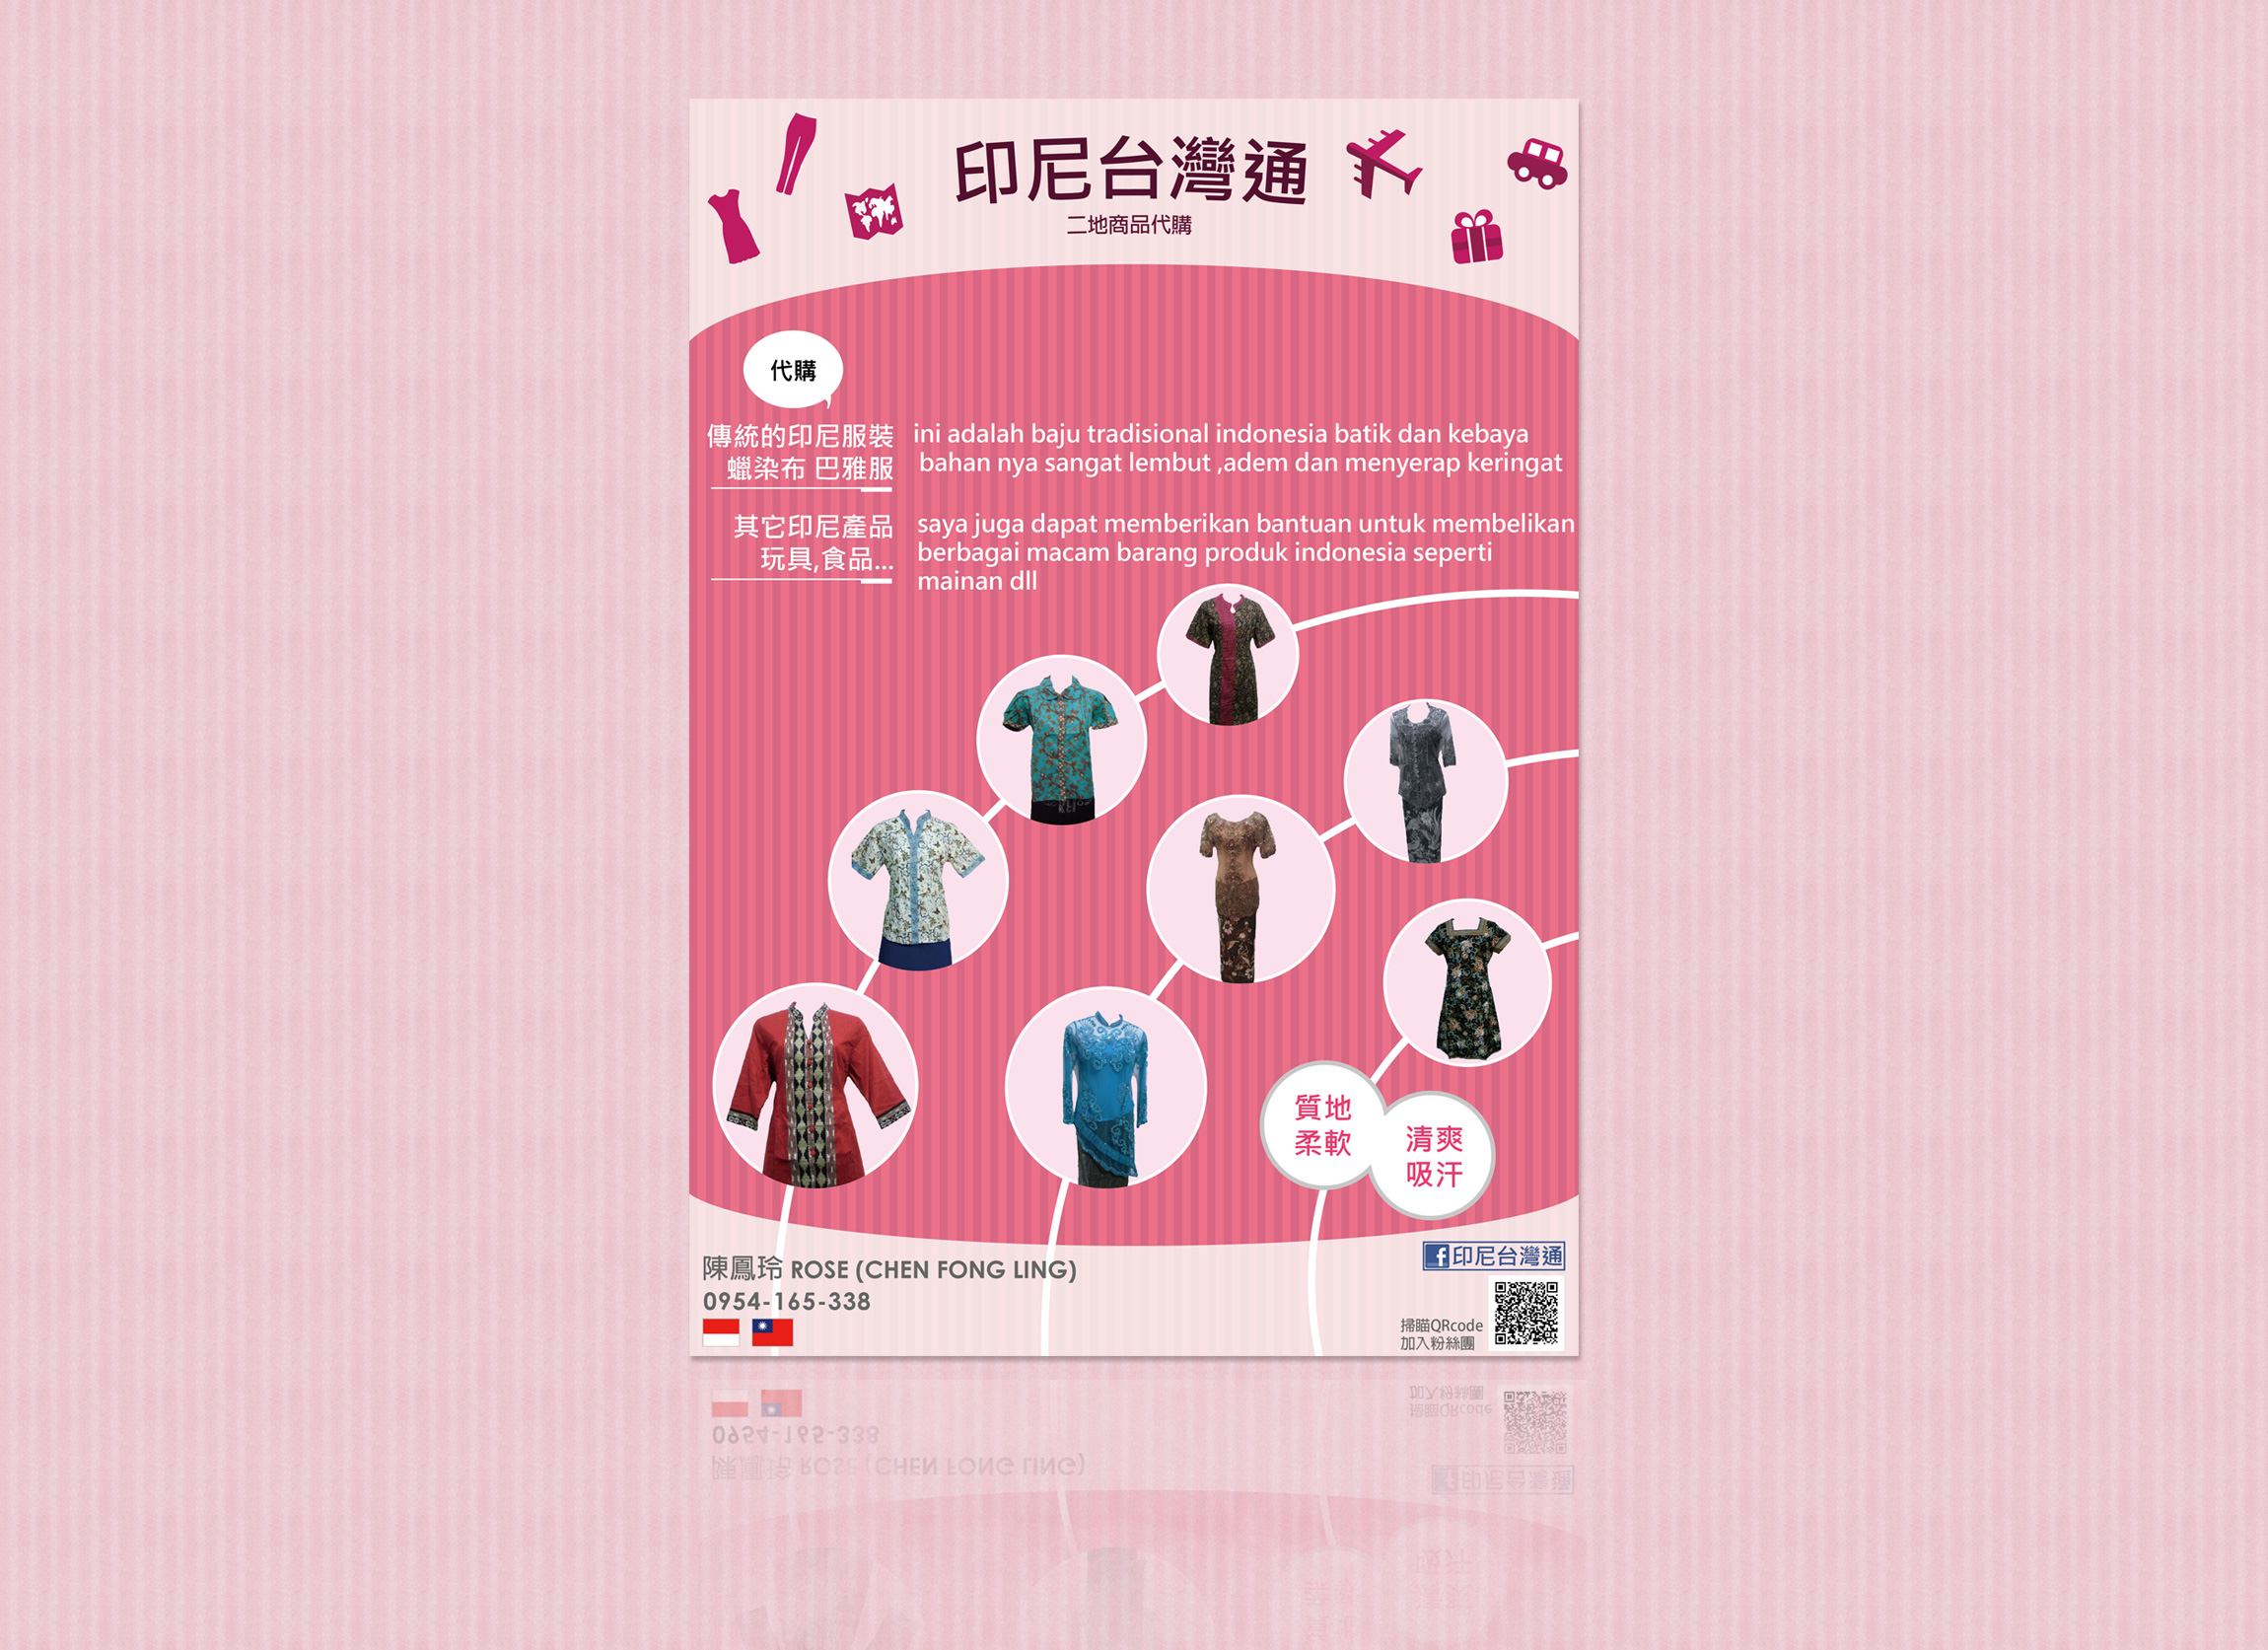 印尼台灣通
二地商品代購
代購
傳統的印尼服裝
蠟染布 巴雅服
ini adalah baju tradisional indonesia batik dan kebaya
bahan nya sangat lembut ,adem dan menyerap keringat
其它印尼產品
玩具,食品...
saya juga dapat memberikan bantuan untuk membelikan
berbagai macam barang produk indonesia seperti
mainan dll
質地
柔軟
清爽
吸汗
陳鳳玲 ROSE (CHEN FONG LING)
0954-165-338
f印尼台灣通
掃瞄QRcode
加入粉絲團